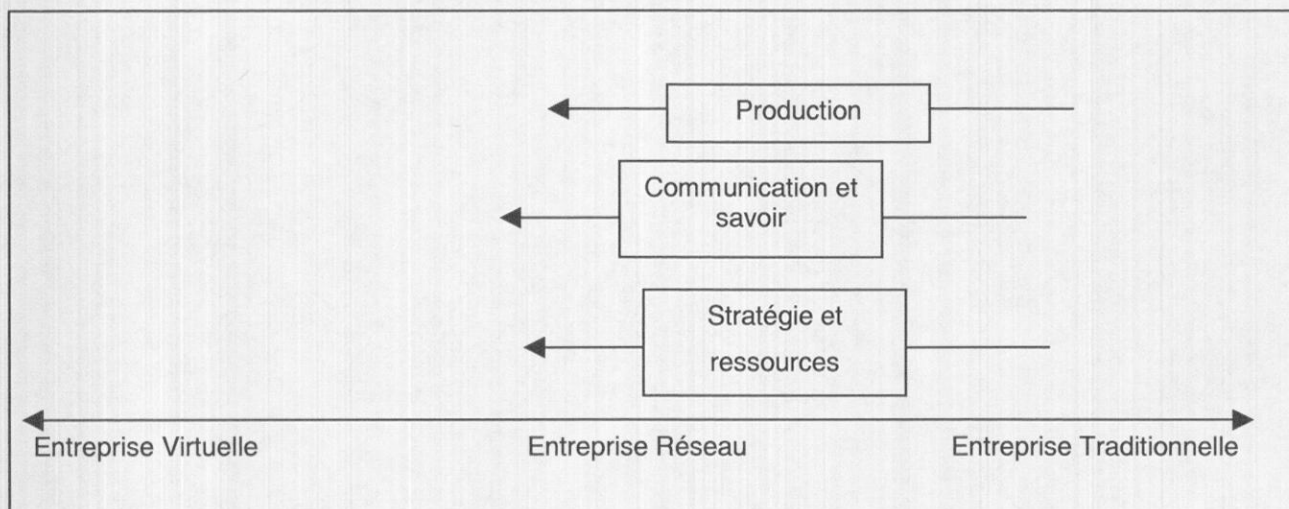 Production
Communication et
savoir
Stratégie et
ressources
Entreprise Virtuelle
Entreprise Réseau
Entreprise Traditionnelle